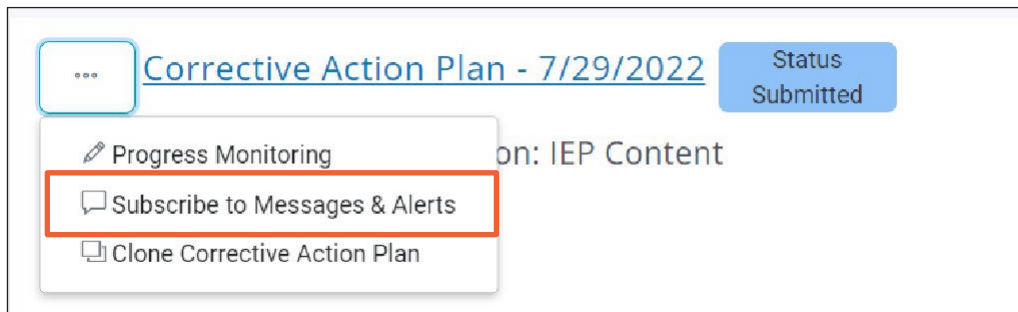 Corrective Action Plan - 7/29/2022
Status
Submitted
Progress Monitoring
on: IEP Content
Subscribe to Messages & Alerts
Clone Corrective Action Plan